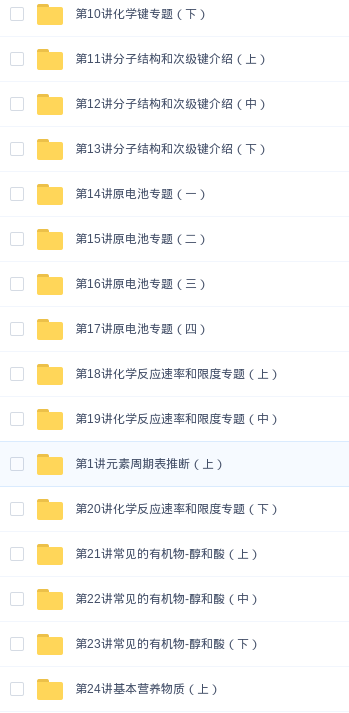 第10讲化学键专题（下）
第11讲分子结构和次级键介绍（上）
第12讲分子结构和次级键介绍（中）
第13讲分子结构和次级键介绍（下）
第14讲原电池专题（一）
第15讲原电池专题（二）
第16讲原电池专题（三）
第17讲原电池专题（四）
第18讲化学反应速率和限度专题（上）
第19讲化学反应速率和限度专题（中）
第1讲元素周期表推断（上）
第20讲化学反应速率和限度专题（下）
第21讲常见的有机物-醇和酸（上）
第22讲常见的有机物-醇和酸（中）
第23讲常见的有机物-醇和酸（下）
第24讲基本营养物质（上）